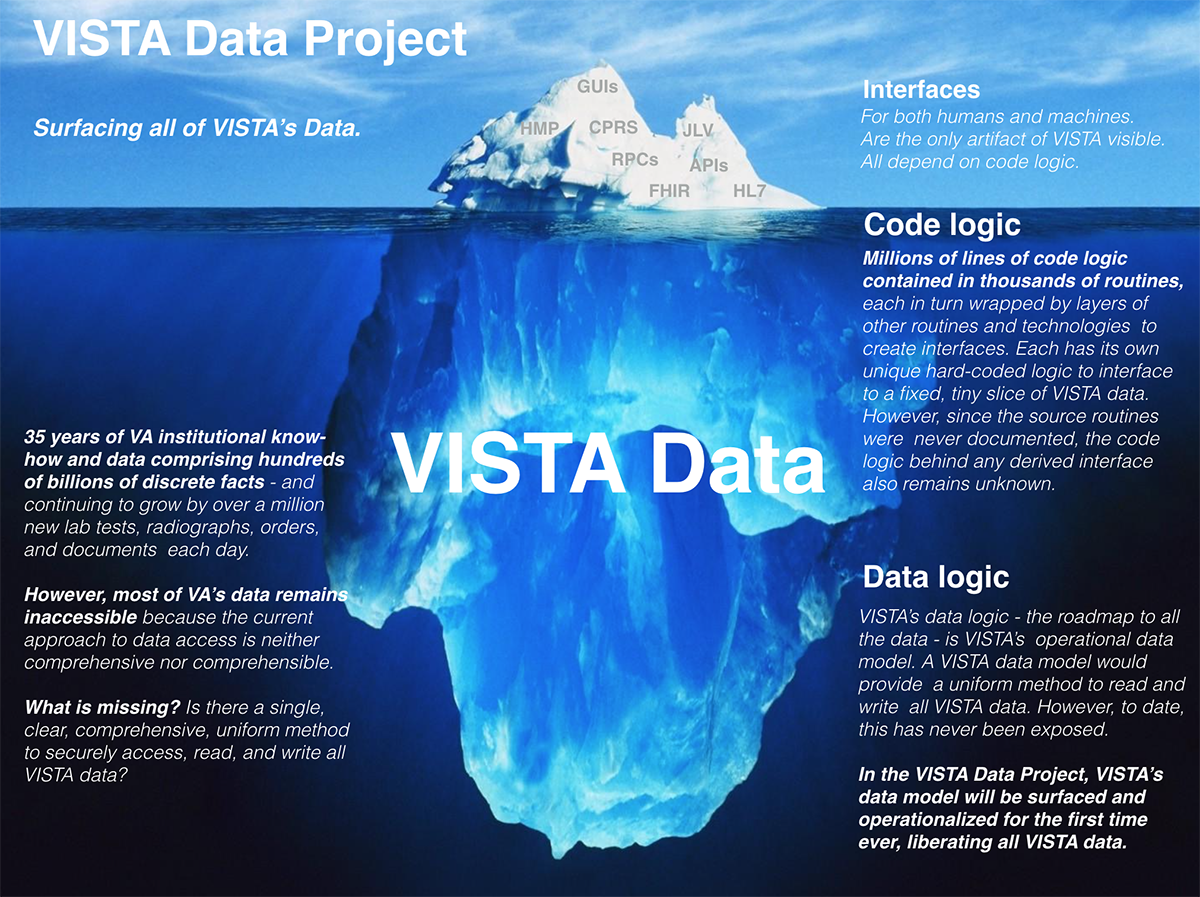 VISTA Data Project
Surfacing all of VISTA's Data.
GUIs
HMP
CPRS
JLV
RPCs
APIs
FHIR
HL7
Interfaces
For both humans and machines.
Are the only artifact of VISTA visible.
All depend on code logic.
Code logic
Millions of lines of code logic
contained in thousands of routines,
each in turn wrapped by layers of
other routines and technologies to
create interfaces. Each has its own
unique hard-coded logic to interface
to a fixed, tiny slice of VISTA data.
However, since the source routines
were never documented, the code
logic behind any derived interface
also remains unknown.
VISTA Data
35 years of VA institutional know-
how and data comprising hundreds
of billions of discrete facts - and
continuing to grow by over a million
new lab tests, radiographs, orders,
and documents each day.
However, most of VA's data remains
inaccessible because the current
approach to data access is neither
comprehensive nor comprehensible.
What is missing? Is there a single,
clear, comprehensive, uniform method
to securely access, read, and write all
VISTA data?
Data logic
VISTA's data logic - the roadmap to all
the data - is VISTA's operational data
model. A VISTA data model would
provide a uniform method to read and
write all VISTA data. However, to date,
this has never been exposed.
In the VISTA Data Project, VISTA's
data model will be surfaced and
operationalized for the first time
ever, liberating all VISTA data.